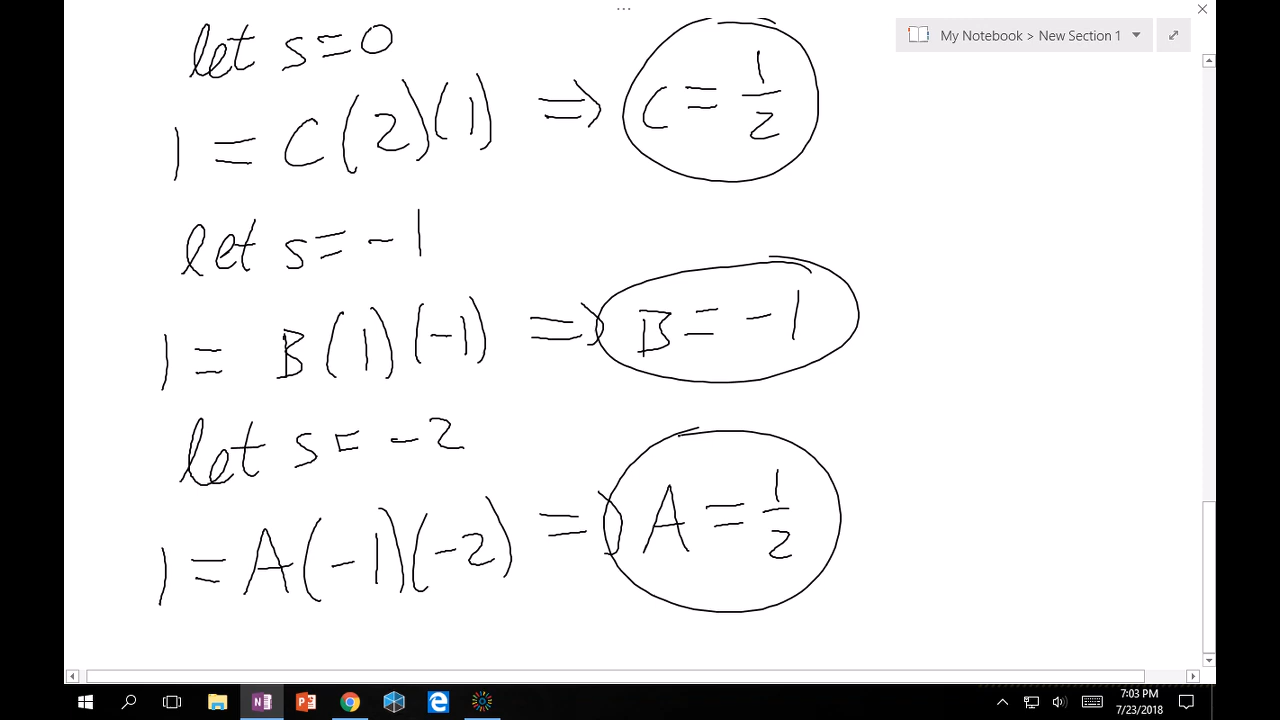 My Notebook > New Section 1
let s=0
1 = C(2)(1) => C = 1/2
let s= -1
1 = B(1)(-1) => B = -1
let s= -2
1 = A(-1)(-2) => A = 1/2
7:03 PM
7/23/2018